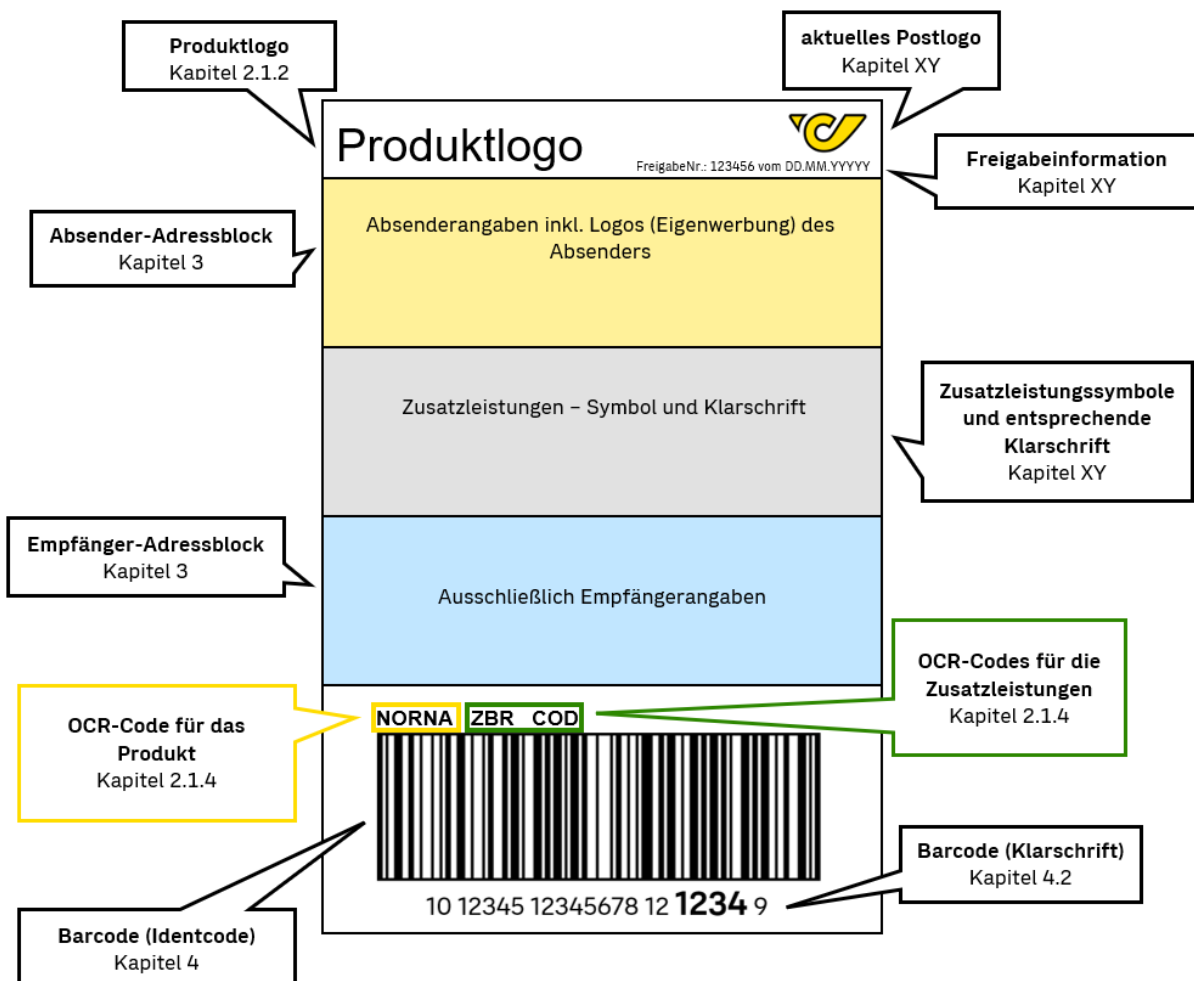 Produktlogo
Kapitel 2.1.2
aktuelles Postlogo
Kapitel XY
Produktlogo
FreigabeNr.: 123456 vom DD.MM.YYYYY
Freigabeinformation
Kapitel XY
Absender-Adressblock
Kapitel 3
Absenderangaben inkl. Logos (Eigenwerbung) des
Absenders
Zusatzleistungen – Symbol und Klarschrift
Zusatzleistungssymbole
und entsprechende
Klarschrift
Kapitel XY
Empfänger-Adressblock
Kapitel 3
Ausschließlich Empfängerangaben
OCR-Codes für die
Zusatzleistungen
Kapitel 2.1.4
OCR-Code für das
Produkt
Kapitel 2.1.4
NORNA ZBR COD
Barcode (Klarschrift)
Kapitel 4.2
10 12345 12345678 12 1234 9
Barcode (Identcode)
Kapitel 4